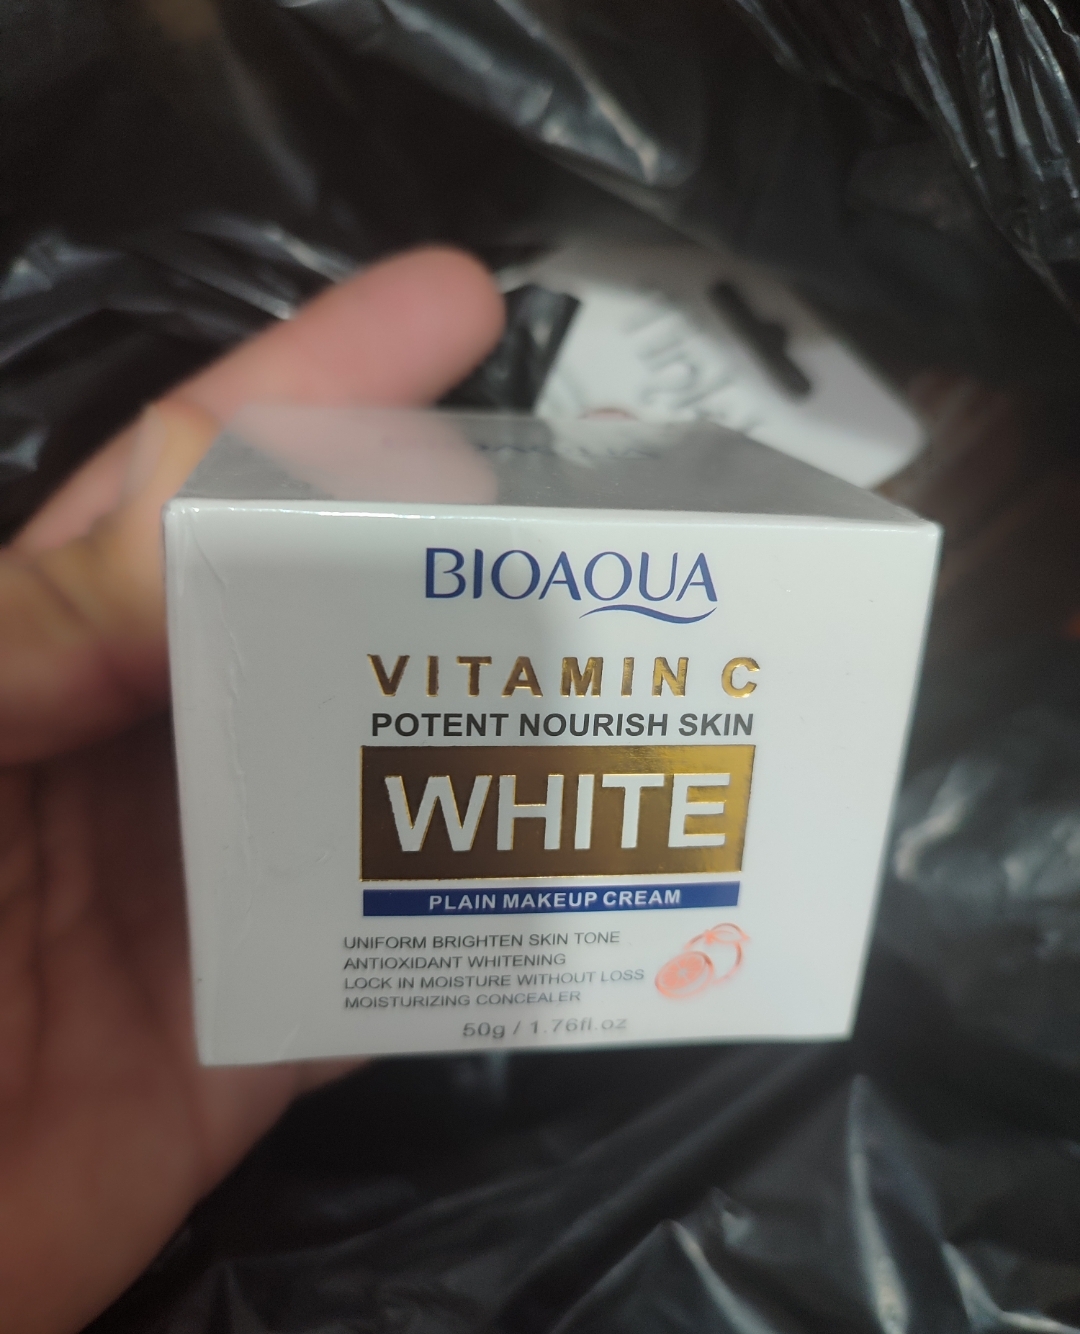 BIOAQUA
VITAMIN C
POTENT NOURISH SKIN
WHITE
PLAIN MAKEUP CREAM
UNIFORM BRIGHTEN SKIN TONE
ANTIOXIDANT WHITENING
LOCK IN MOISTURE WITHOUT LOSS
MOISTURIZING CONCEALER
50g / 1.76fl.oz